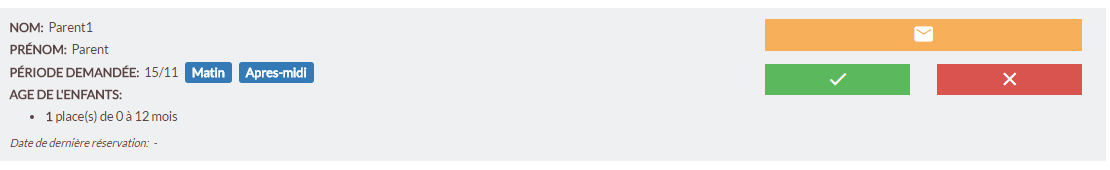 NOM: Parent1
PRÉNOM: Parent
PÉRIODE DEMANDÉE: 15/11 Matin Apres-midi
AGE DE L'ENFANTS:
• 1 place(s) de 0 à 12 mois
Date de dernière réservation: -